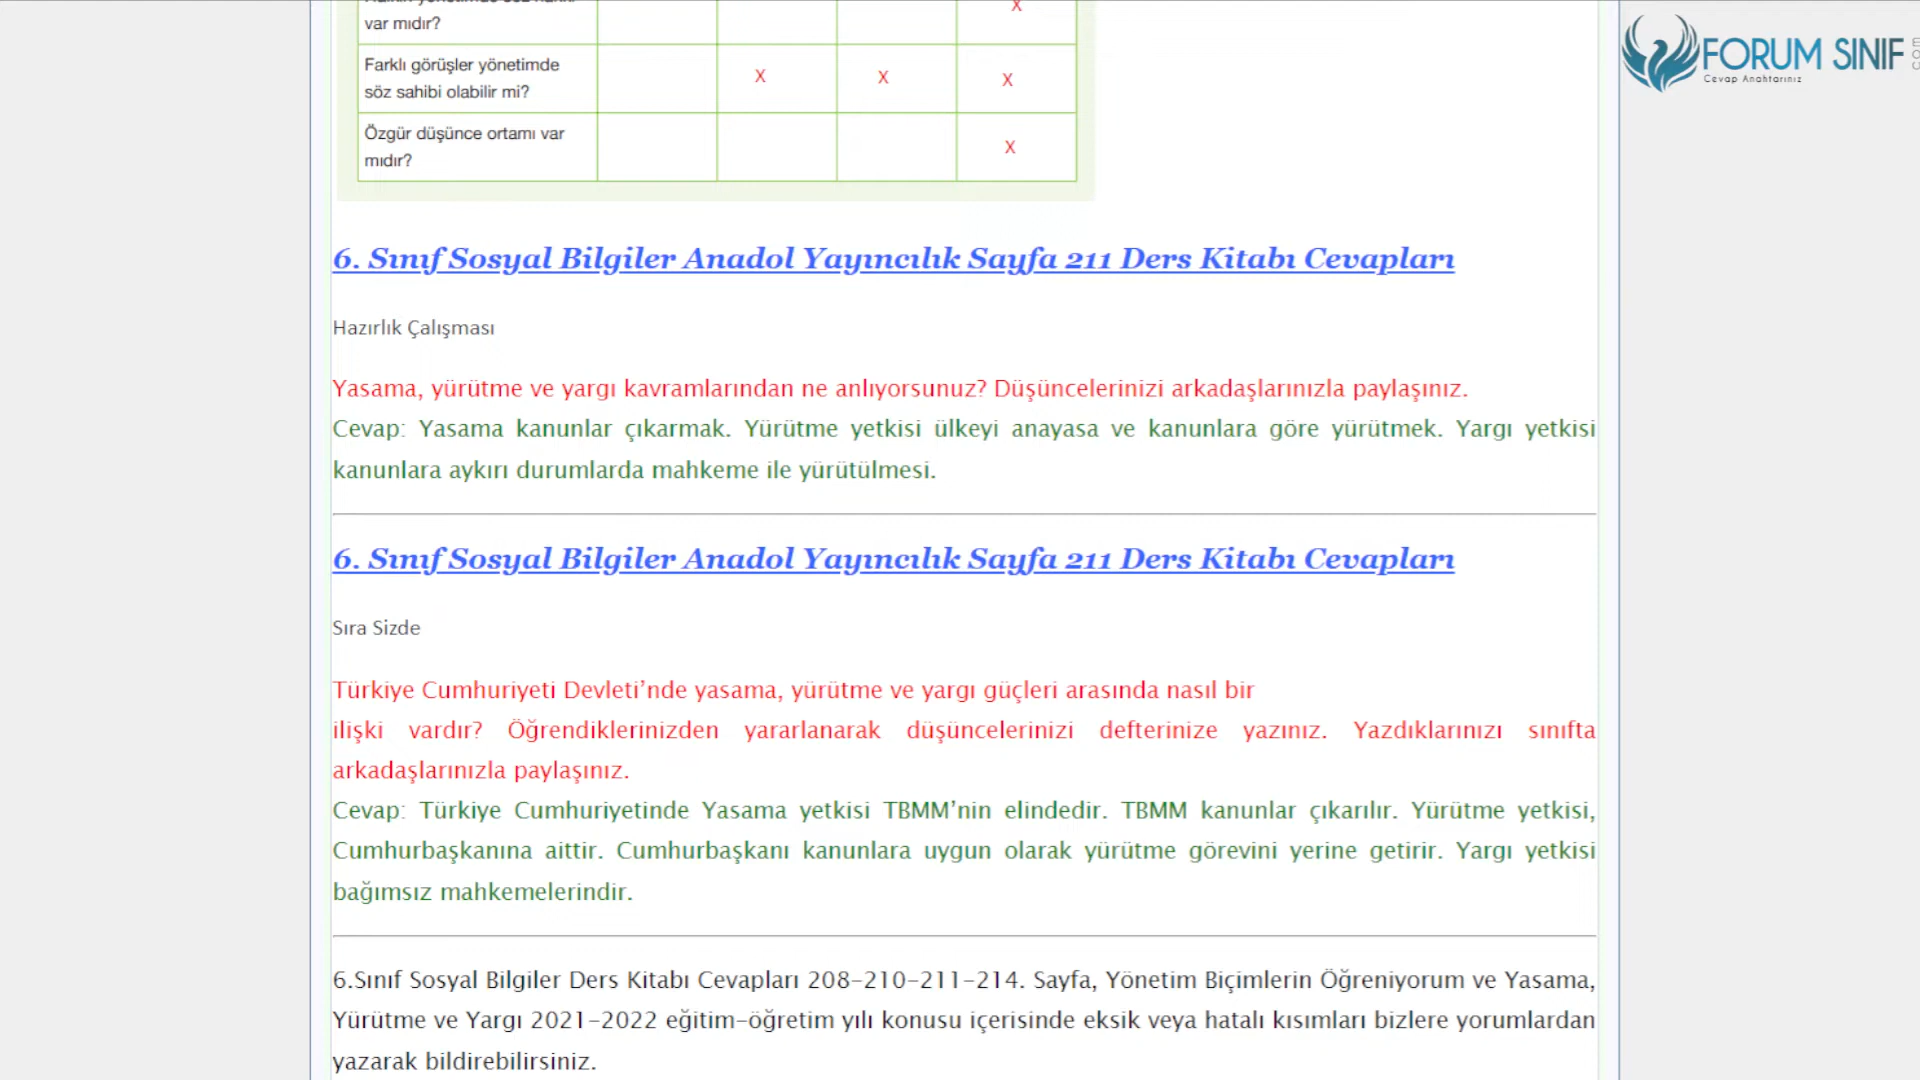 var mıdır?
X
Farklı görüşler yönetimde
söz sahibi olabilir mi?
X X X
Özgür düşünce ortamı var
mıdır?
X
FORUM SINIF
Cevap Anahtarınız
6. Sınıf Sosyal Bilgiler Anadol Yayıncılık Sayfa 211 Ders Kitabı Cevapları
Hazırlık Çalışması
Yasama, yürütme ve yargı kavramlarından ne anlıyorsunuz? Düşüncelerinizi arkadaşlarınızla paylaşınız.
Cevap: Yasama kanunlar çıkarmak. Yürütme yetkisi ülkeyi anayasa ve kanunlara göre yürütmek. Yargı yetkisi
kanunlara aykırı durumlarda mahkeme ile yürütülmesi.
6. Sınıf Sosyal Bilgiler Anadol Yayıncılık Sayfa 211 Ders Kitabı Cevapları
Sıra Sizde
Türkiye Cumhuriyeti Devleti’nde yasama, yürütme ve yargı güçleri arasında nasıl bir
ilişki vardır? Öğrendiklerinizden yararlanarak düşüncelerinizi defterinize yazınız. Yazdıklarınızı sınıfta
arkadaşlarınızla paylaşınız.
Cevap: Türkiye Cumhuriyetinde Yasama yetkisi TBMM’nin elindedir. TBMM kanunlar çıkarılır. Yürütme yetkisi,
Cumhurbaşkanına aittir. Cumhurbaşkanı kanunlara uygun olarak yürütme görevini yerine getirir. Yargı yetkisi
bağımsız mahkemelerindir.
6.Sınıf Sosyal Bilgiler Ders Kitabı Cevapları 208-210-211-214. Sayfa, Yönetim Biçimlerin Öğreniyorum ve Yasama,
Yürütme ve Yargı 2021-2022 eğitim-öğretim yılı konusu içerisinde eksik veya hatalı kısımları bizlere yorumlardan
yazarak bildirebilirsiniz.